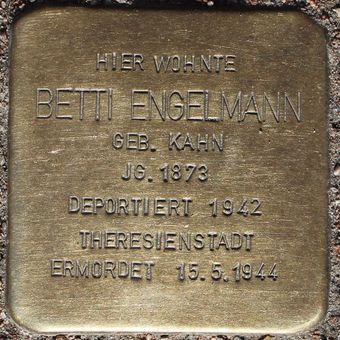 HIER WOHNTE
BETTI ENGELMANN
GEB. KAHN
JG. 1873
DEPORTIERT 1942
THERESIENSTADT
ERMORDET 15.5.1944